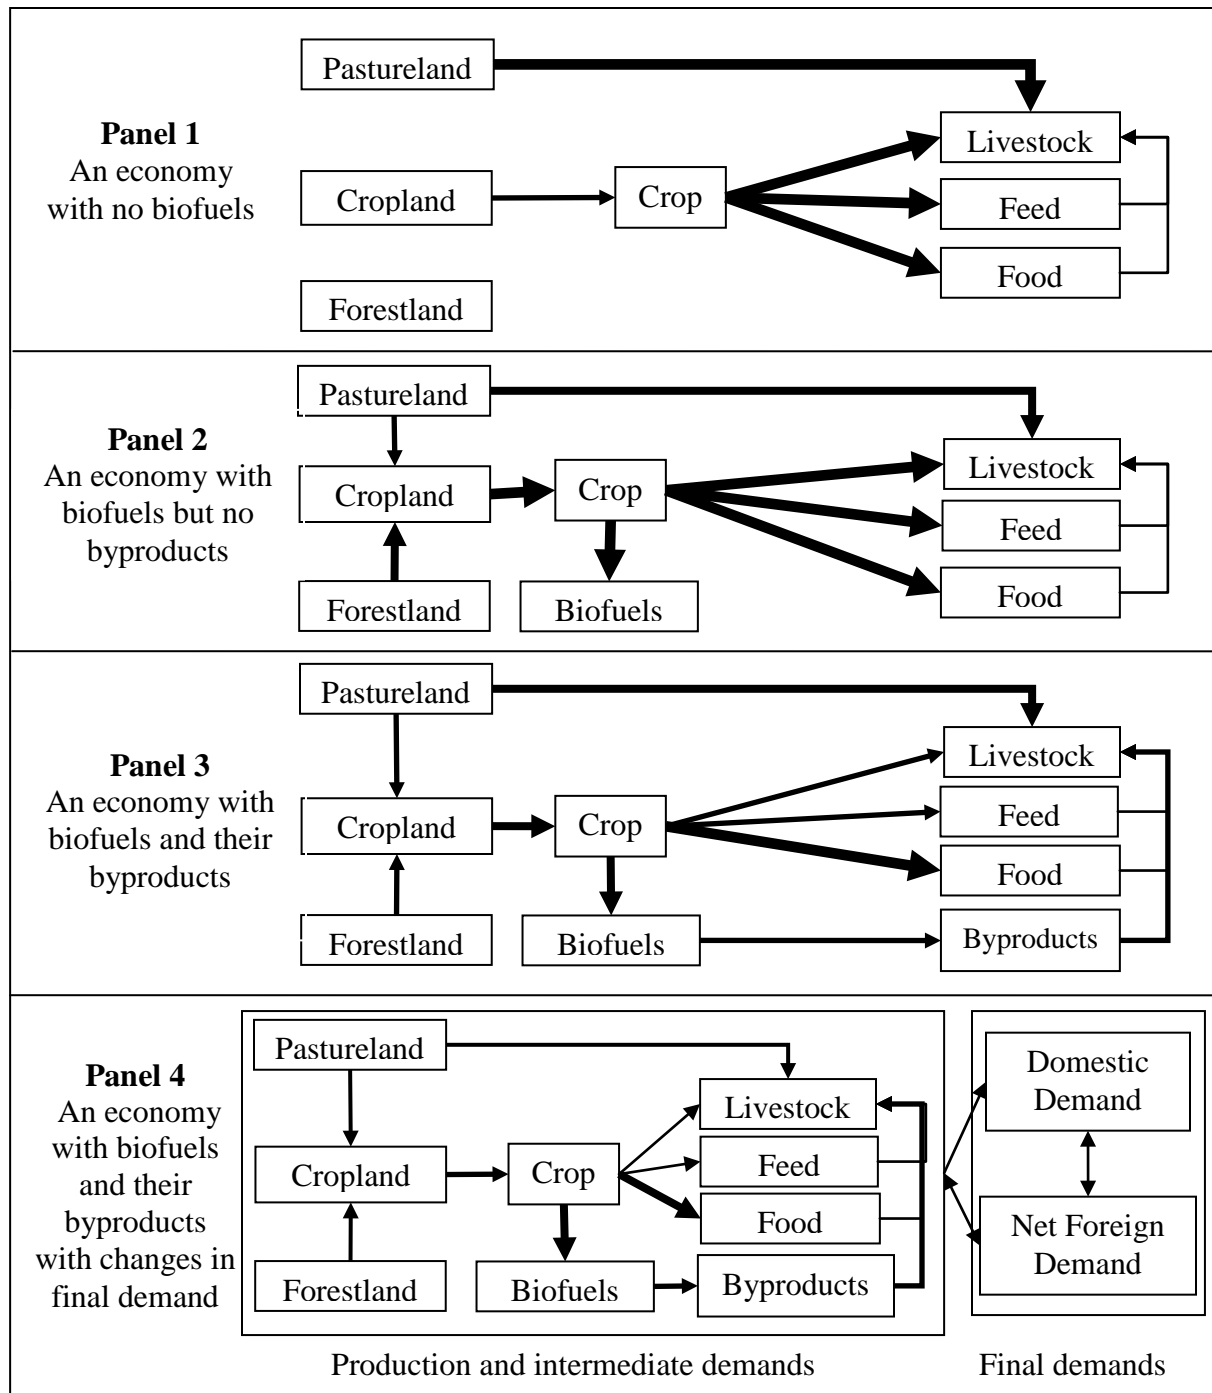 Panel 1
An economy
with no biofuels
Pastureland
Cropland
Forestland
Crop
Livestock
Feed
Food
Panel 2
An economy with
biofuels but no
byproducts
Pastureland
Cropland
Forestland
Crop
Biofuels
Livestock
Feed
Food
Panel 3
An economy with
biofuels and their
byproducts
Pastureland
Cropland
Forestland
Crop
Biofuels
Livestock
Feed
Food
Byproducts
Panel 4
An economy
with biofuels
and their
byproducts
with changes in
final demand
Pastureland
Cropland
Forestland
Crop
Biofuels
Livestock
Feed
Food
Byproducts
Domestic
Demand
Net Foreign
Demand
Production and intermediate demands
Final demands